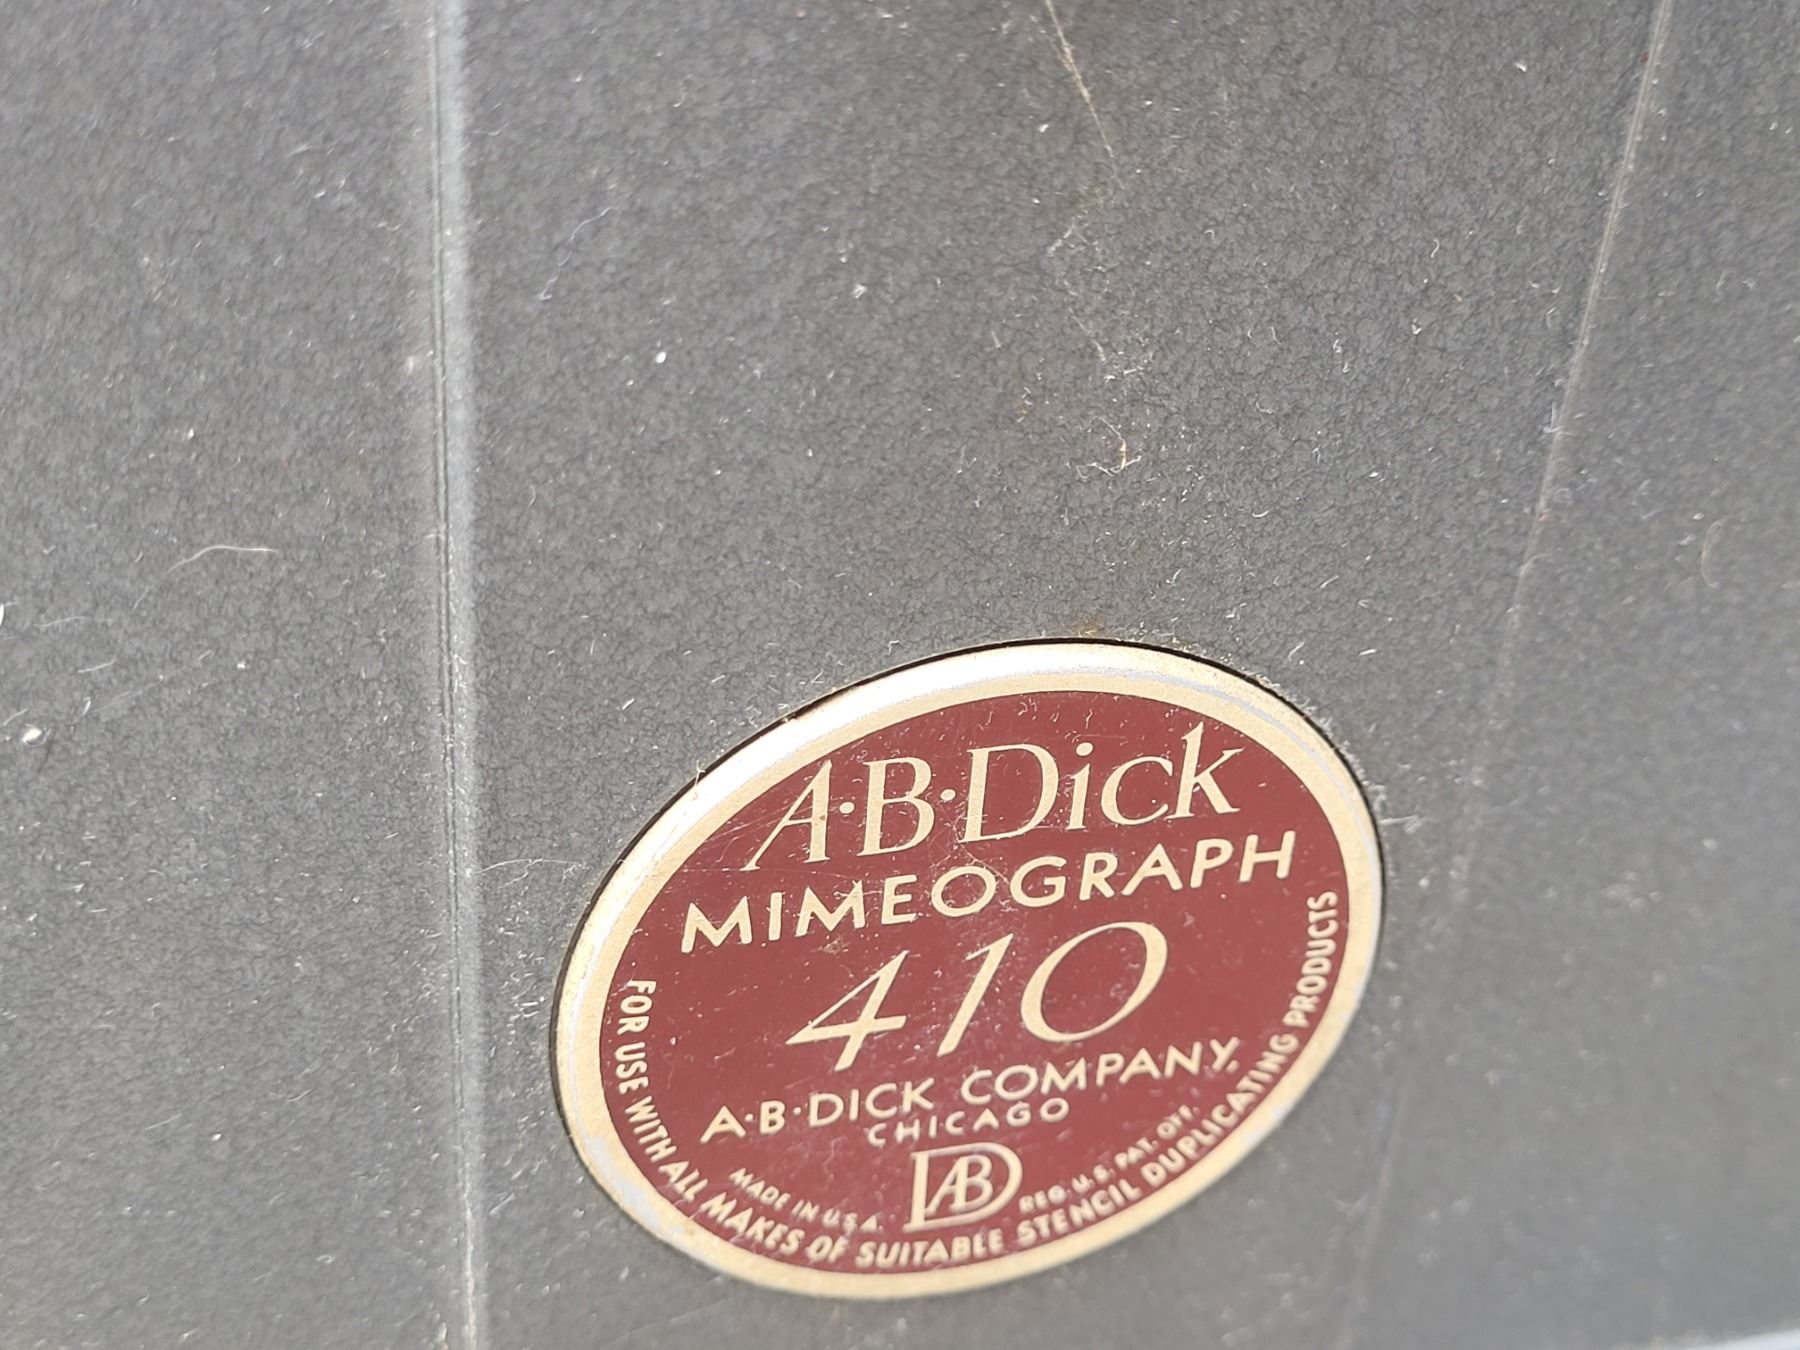 A·B·Dick
MIMEOGRAPH
410
A·B·DICK COMPANY
CHICAGO
MADE IN U.S.A.
DAB
REG. U.S. PAT. OFF.
FOR USE WITH ALL MAKES OF SUITABLE STENCIL DUPLICATING PRODUCTS